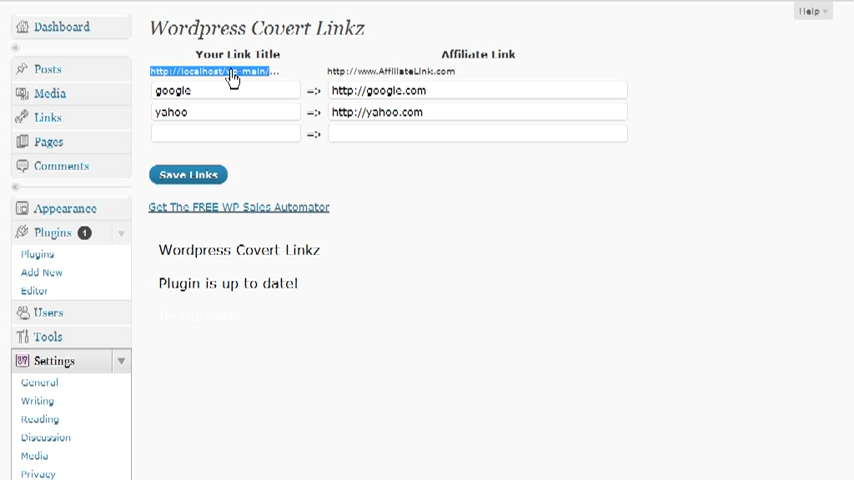 Help
Dashboard
Posts
Media
Links
Pages
Comments
Appearance
Plugins 1
Plugins
Add New
Editor
Users
Tools
Settings
General
Writing
Reading
Discussion
Media
Privacy
Wordpress Covert Linkz
Your Link Title Affiliate Link
http://localhost/wp_main/... http://www.AffiliateLink.com
google => http://google.com
yahoo => http://yahoo.com
=>
Save Links
Get The FREE WP Sales Automator
Wordpress Covert Linkz
Plugin is up to date!